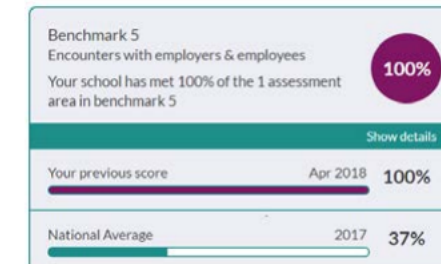 Benchmark 5
Encounters with employers & employees
Your school has met 100% of the 1 assessment
area in benchmark 5
100%
Show details
Your previous score Apr 2018 100%
National Average 2017 37%